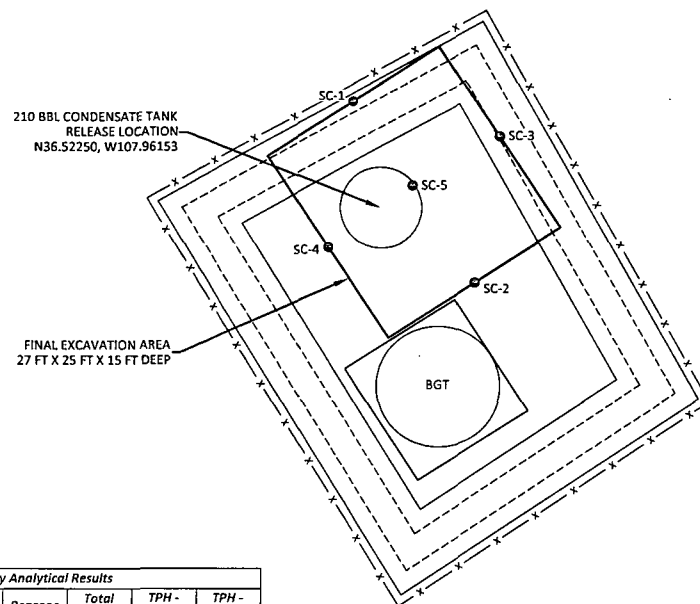 SC-1
210 BBL CONDENSATE TANK
RELEASE LOCATION
N36.52250, W107.96153
SC-3
SC-5
SC-4
SC-2
FINAL EXCAVATION AREA
27 FT X 25 FT X 15 FT DEEP
BGT
y Analytical Results
Total
TPH -
TPH -